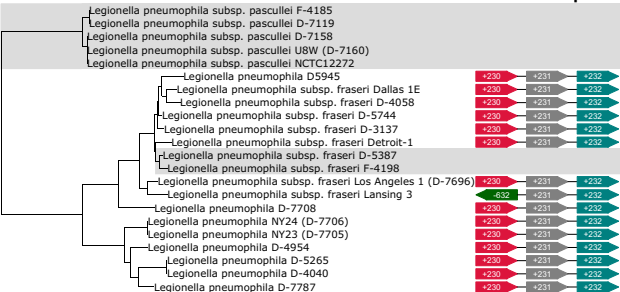 Legionella pneumophila subsp. pascullei F-4185
Legionella pneumophila subsp. pascullei D-7119
Legionella pneumophila subsp. pascullei D-7158
Legionella pneumophila subsp. pascullei U8W (D-7160)
Legionella pneumophila subsp. pascullei NCTC12272
Legionella pneumophila D5945 +230 +231 +232
Legionella pneumophila subsp. fraseri Dallas 1E +230 +231 +232
Legionella pneumophila subsp. fraseri D-4058 +230 +231 +232
Legionella pneumophila subsp. fraseri D-5744 +230 +231 +232
Legionella pneumophila subsp. fraseri D-3137 +230 +231 +232
Legionella pneumophila subsp. fraseri Detroit-1 +230 +231 +232
Legionella pneumophila subsp. fraseri D-5387
Legionella pneumophila subsp. fraseri F-4198
Legionella pneumophila subsp. fraseri Los Angeles 1 (D-7696) +230 +231 +232
Legionella pneumophila subsp. fraseri Lansing 3 -632 +231 +232
Legionella pneumophila D-7708 +230 +231 +232
Legionella pneumophila NY24 (D-7706) +230 +231 +232
Legionella pneumophila NY23 (D-7705) +230 +231 +232
Legionella pneumophila D-4954 +230 +231 +232
Legionella pneumophila D-5265 +230 +231 +232
Legionella pneumophila D-4040 +230 +231 +232
Legionella pneumophila D-7787 +230 +231 +232